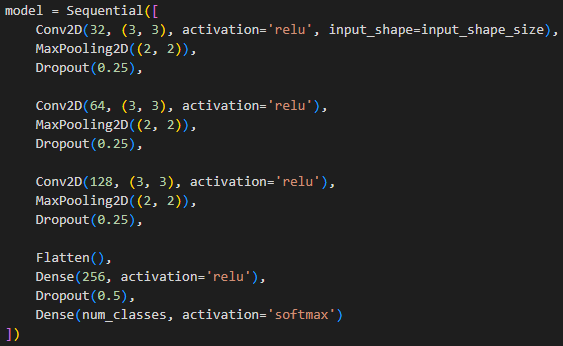 model = Sequential([
    Conv2D(32, (3, 3), activation='relu', input_shape=input_shape_size),
    MaxPooling2D((2, 2)),
    Dropout(0.25),

    Conv2D(64, (3, 3), activation='relu'),
    MaxPooling2D((2, 2)),
    Dropout(0.25),

    Conv2D(128, (3, 3), activation='relu'),
    MaxPooling2D((2, 2)),
    Dropout(0.25),

    Flatten(),
    Dense(256, activation='relu'),
    Dropout(0.5),
    Dense(num_classes, activation='softmax')
])